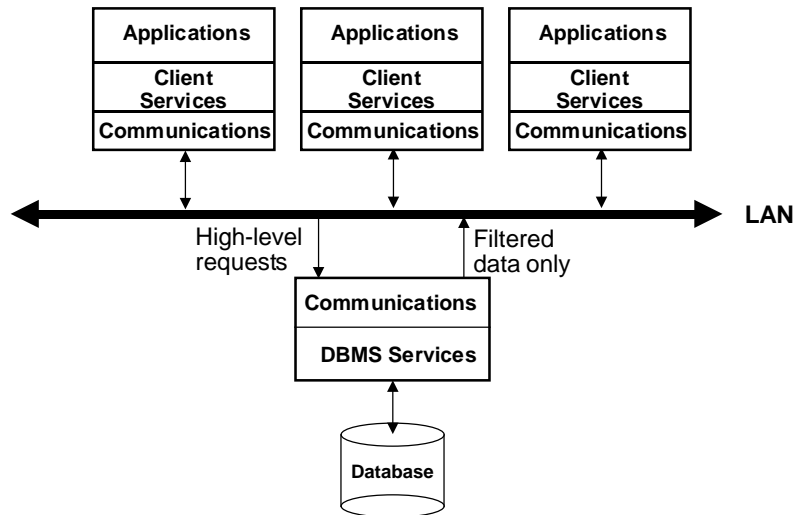 Applications
Client
Services
Communications
Applications
Client
Services
Communications
Applications
Client
Services
Communications
LAN
High-level
requests
Filtered
data only
Communications
DBMS Services
Database